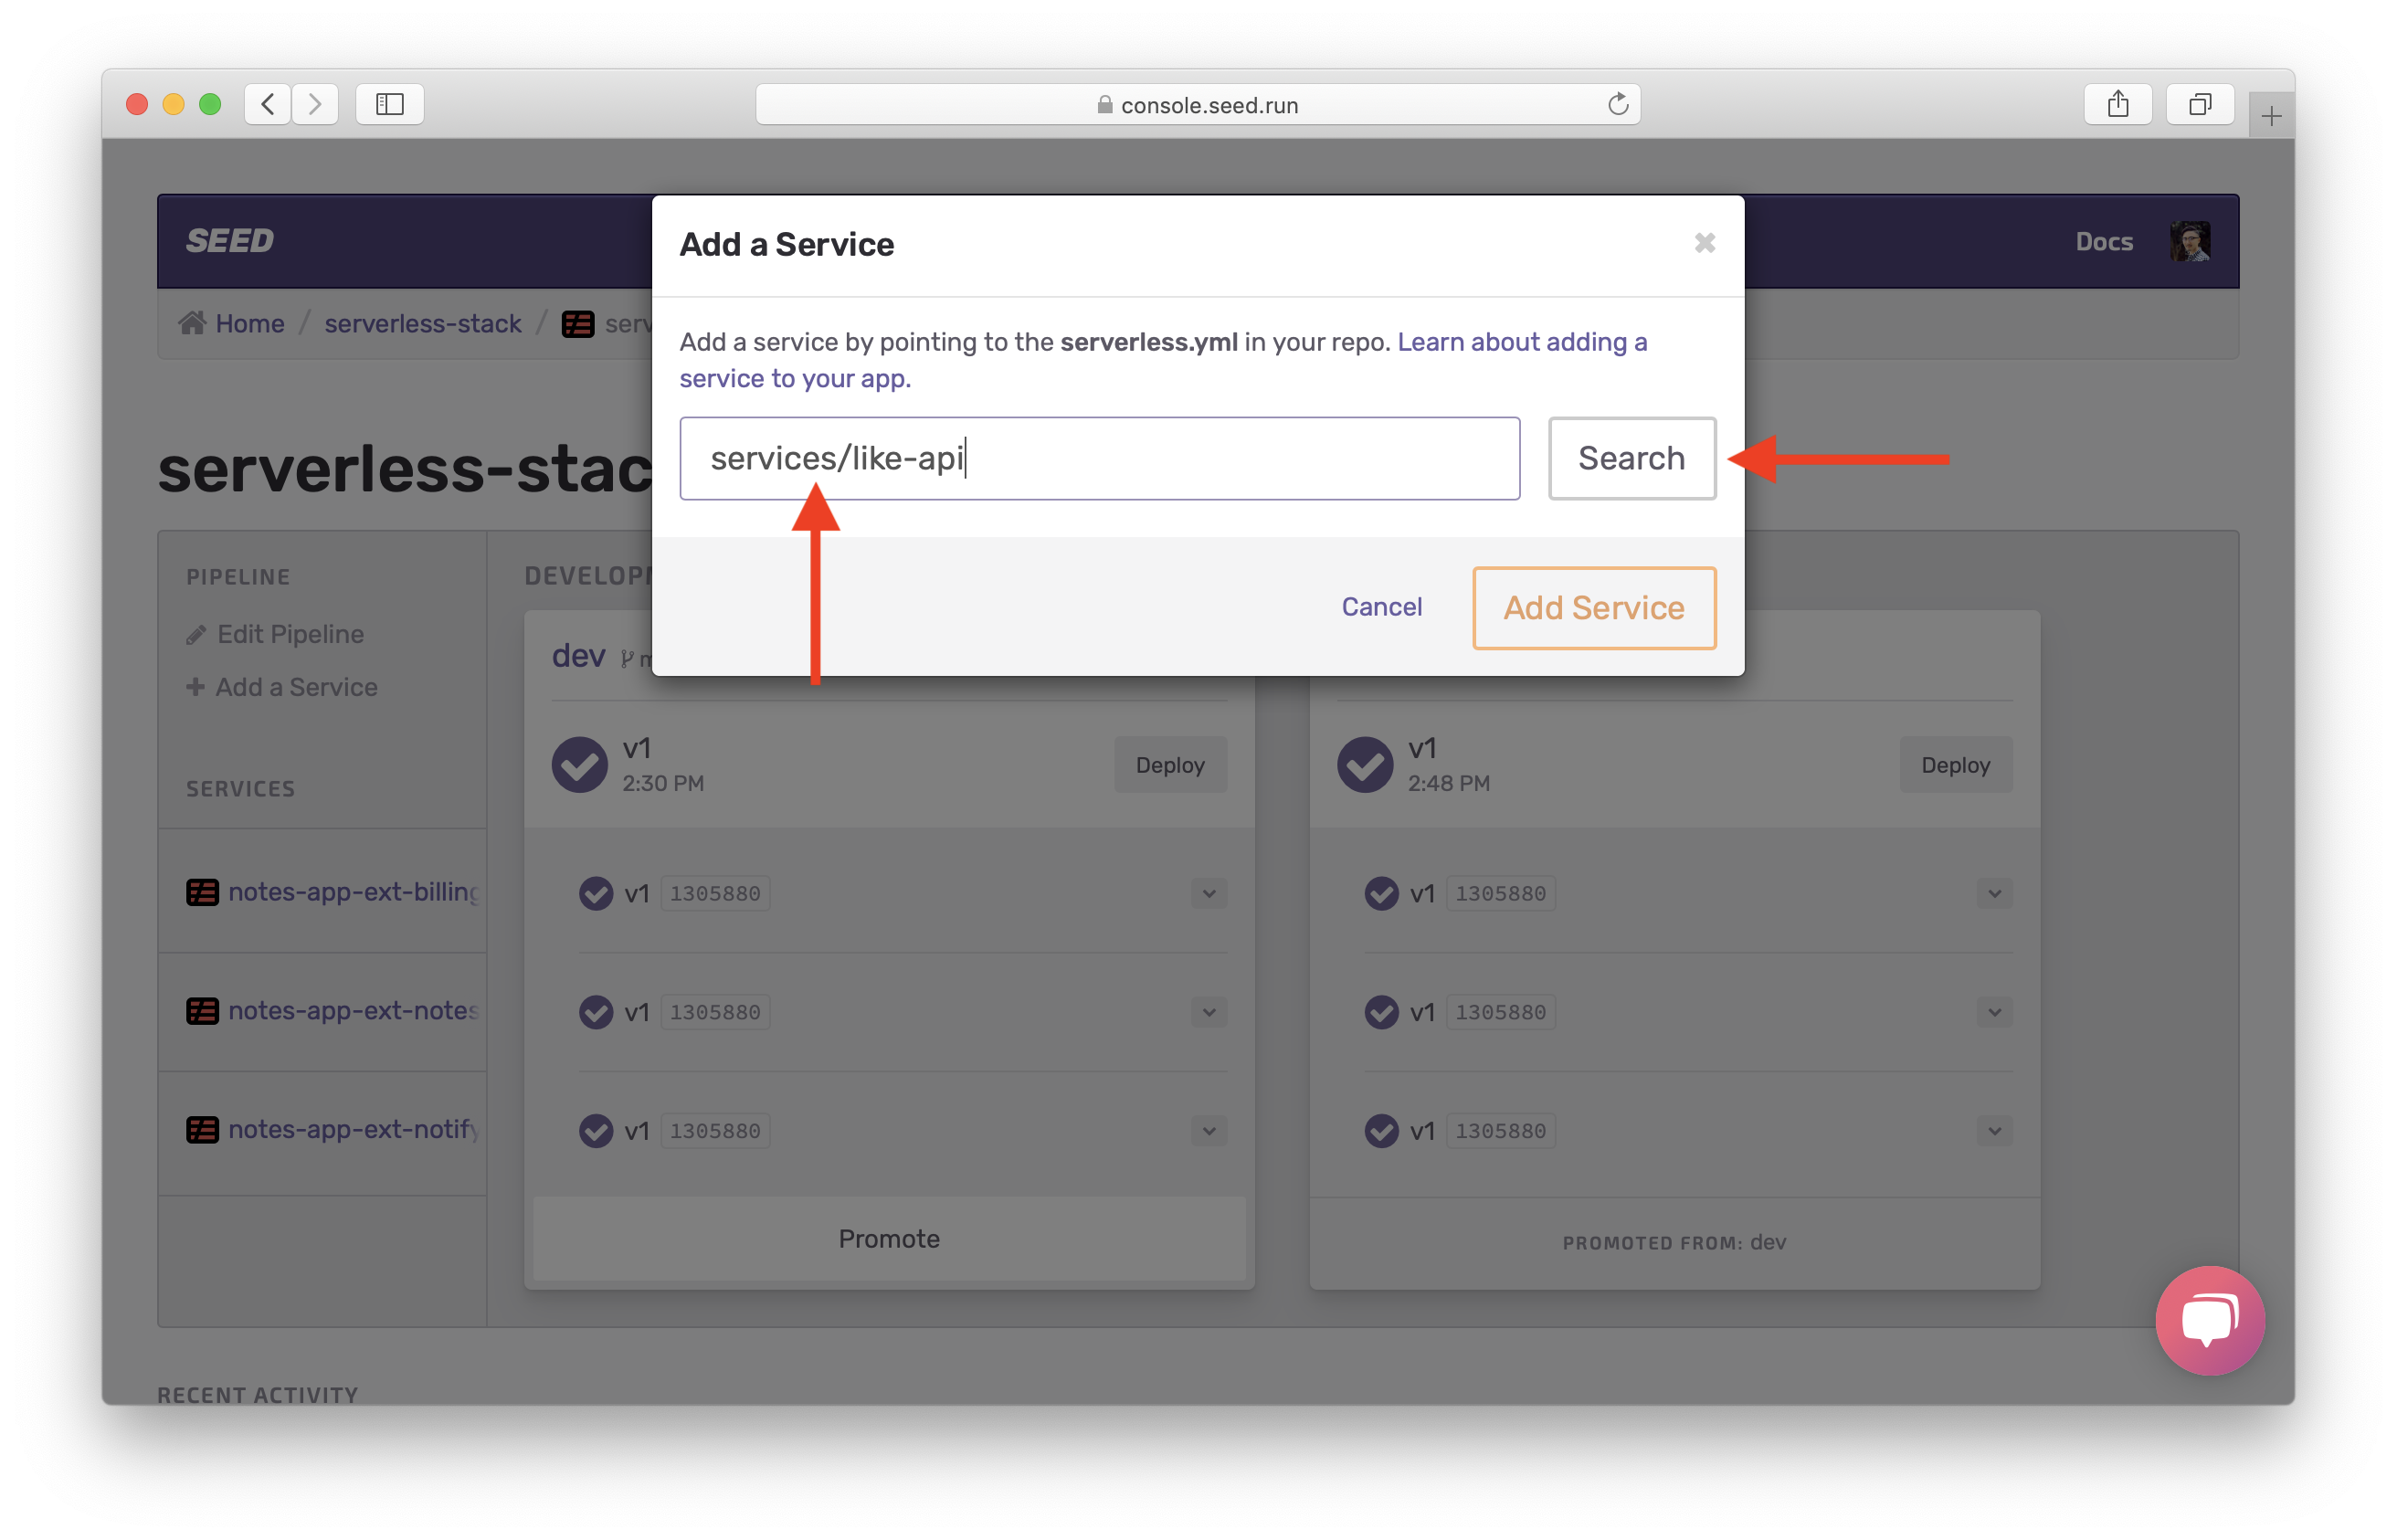 console.seed.run
SEED
Docs
Home / serverless-stack /
serverless-stac
Add a Service
Add a service by pointing to the serverless.yml in your repo. Learn about adding a
service to your app.
services/like-api
Search
Cancel
Add Service
PIPELINE
Edit Pipeline
Add a Service
SERVICES
notes-app-ext-billing
notes-app-ext-notes
notes-app-ext-notify
dev
v1
2:30 PM
Deploy
v1 1305880
v1 1305880
v1 1305880
Promote
v1
2:48 PM
Deploy
v1 1305880
v1 1305880
v1 1305880
PROMOTED FROM: dev
RECENT ACTIVITY